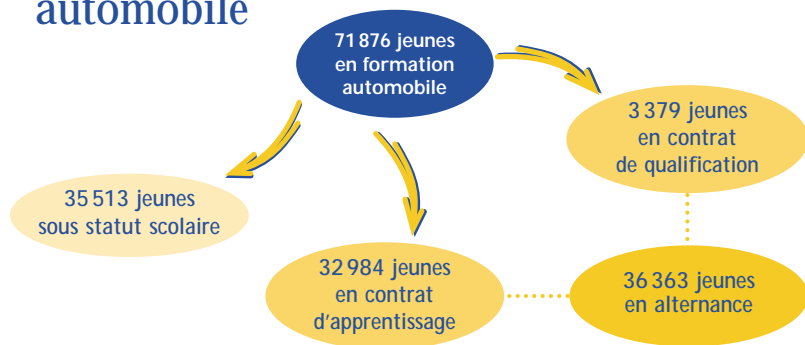 automobile
71 876 jeunes
en formation
automobile
3 379 jeunes
en contrat
de qualification
35 513 jeunes
sous statut scolaire
32 984 jeunes
en contrat
d'apprentissage
36 363 jeunes
en alternance